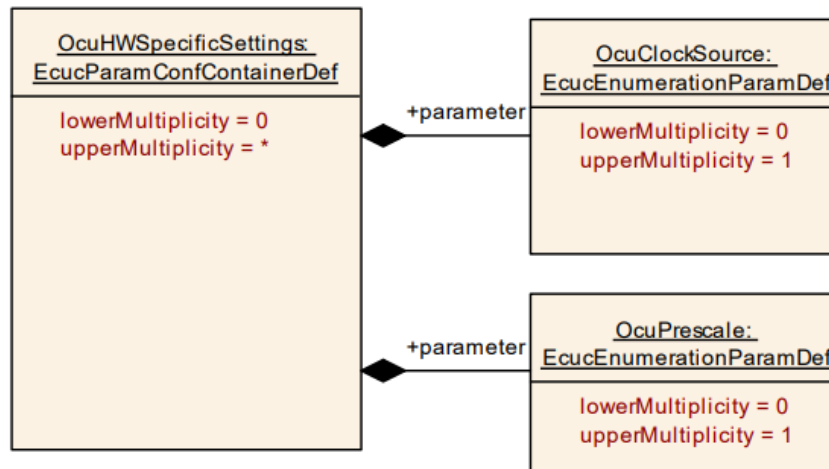 OcuHWSpecificSettings:
EcucParamConfContainerDef
lowerMultiplicity = 0
upperMultiplicity = *
+parameter
OcuClockSource:
EcucEnumerationParamDef
lowerMultiplicity = 0
upperMultiplicity = 1
+parameter
OcuPrescale:
EcucEnumerationParamDef
lowerMultiplicity = 0
upperMultiplicity = 1